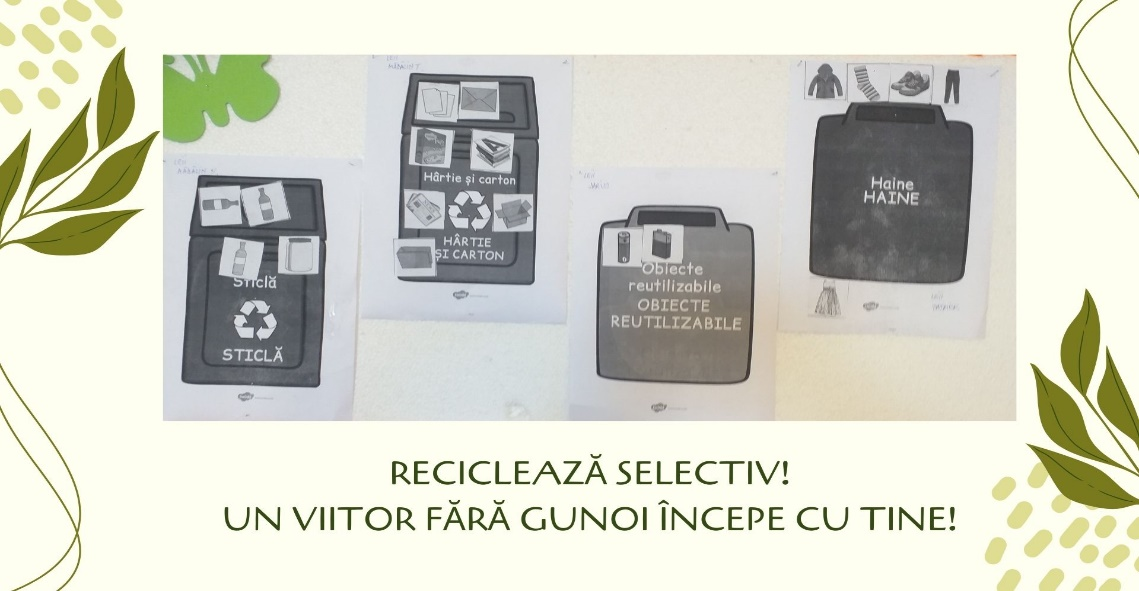 Sticlă
STICLĂ
Hârtie și carton
HÂRTIE
ȘI CARTON
Obiecte
reutilizabile
OBIECTE
REUTILIZABILE
Haine
HAINE
RECICLEAZĂ SELECTIV!
UN VIITOR FĂRĂ GUNOI ÎNCEPE CU TINE!